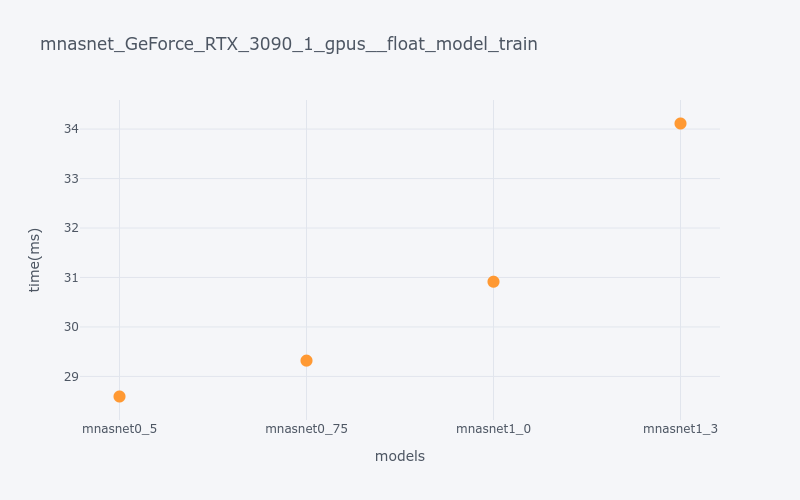 mnasnet_GeForce_RTX_3090_1_gpus__float_model_train
34
33
32
31
30
29
time(ms)
mnasnet0_5
mnasnet0_75
mnasnet1_0
mnasnet1_3
models